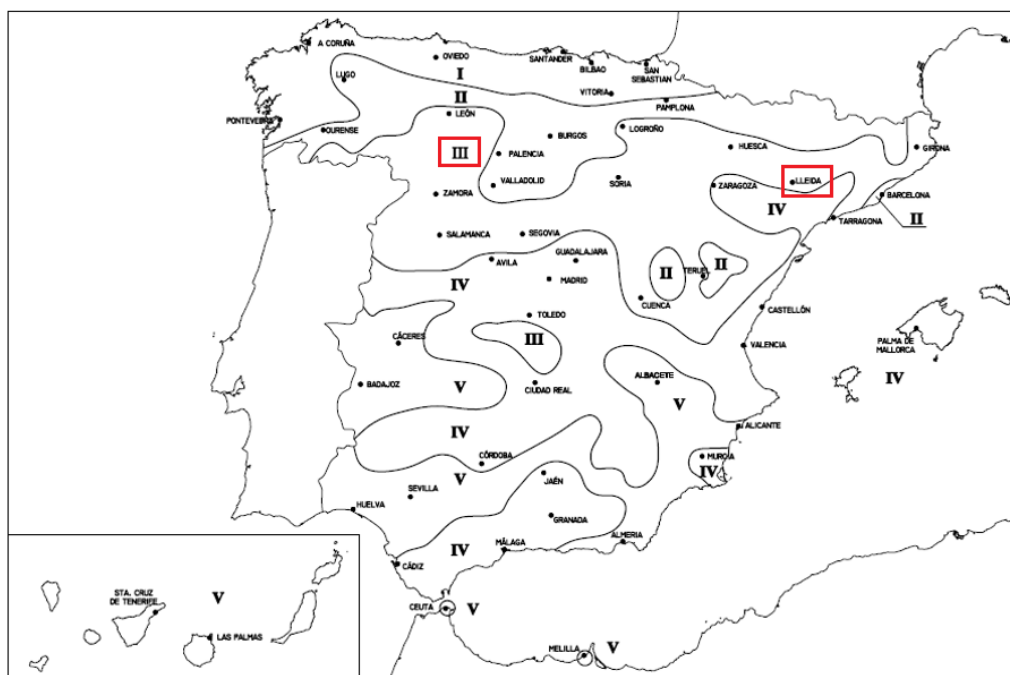 A CORUÑA
OVIEDO
SANTANDER
BILBAO
SAN
SEBASTIAN
LUGO
I
VITORIA
II
PAMPLONA
LEÓN
PONTEVEDRA
OURENSE
BURGOS
LOGROÑO
HUESCA
GIRONA
III
PALENCIA
VALLADOLID
SORIA
ZARAGOZA
LLEIDA
BARCELONA
ZAMORA
IV
TARRAGONA
II
SALAMANCA
SEGOVIA
GUADALAJARA
AVILA
MADRID
IV
II
TERUEL
II
CUENCA
CASTELLÓN
TOLEDO
CÁCERES
III
VALENCIA
PALMA DE
MALLORCA
IV
BADAJOZ
V
CIUDAD REAL
ALBACETE
V
IV
ALICANTE
CÓRDOBA
MURCIA
IV
V
JAÉN
SEVILLA
HUELVA
GRANADA
ALMERIA
IV
MÁLAGA
CÁDIZ
STA. CRUZ
DE TENERIFE
V
LAS PALMAS
CEUTA
V
MELILLA
V